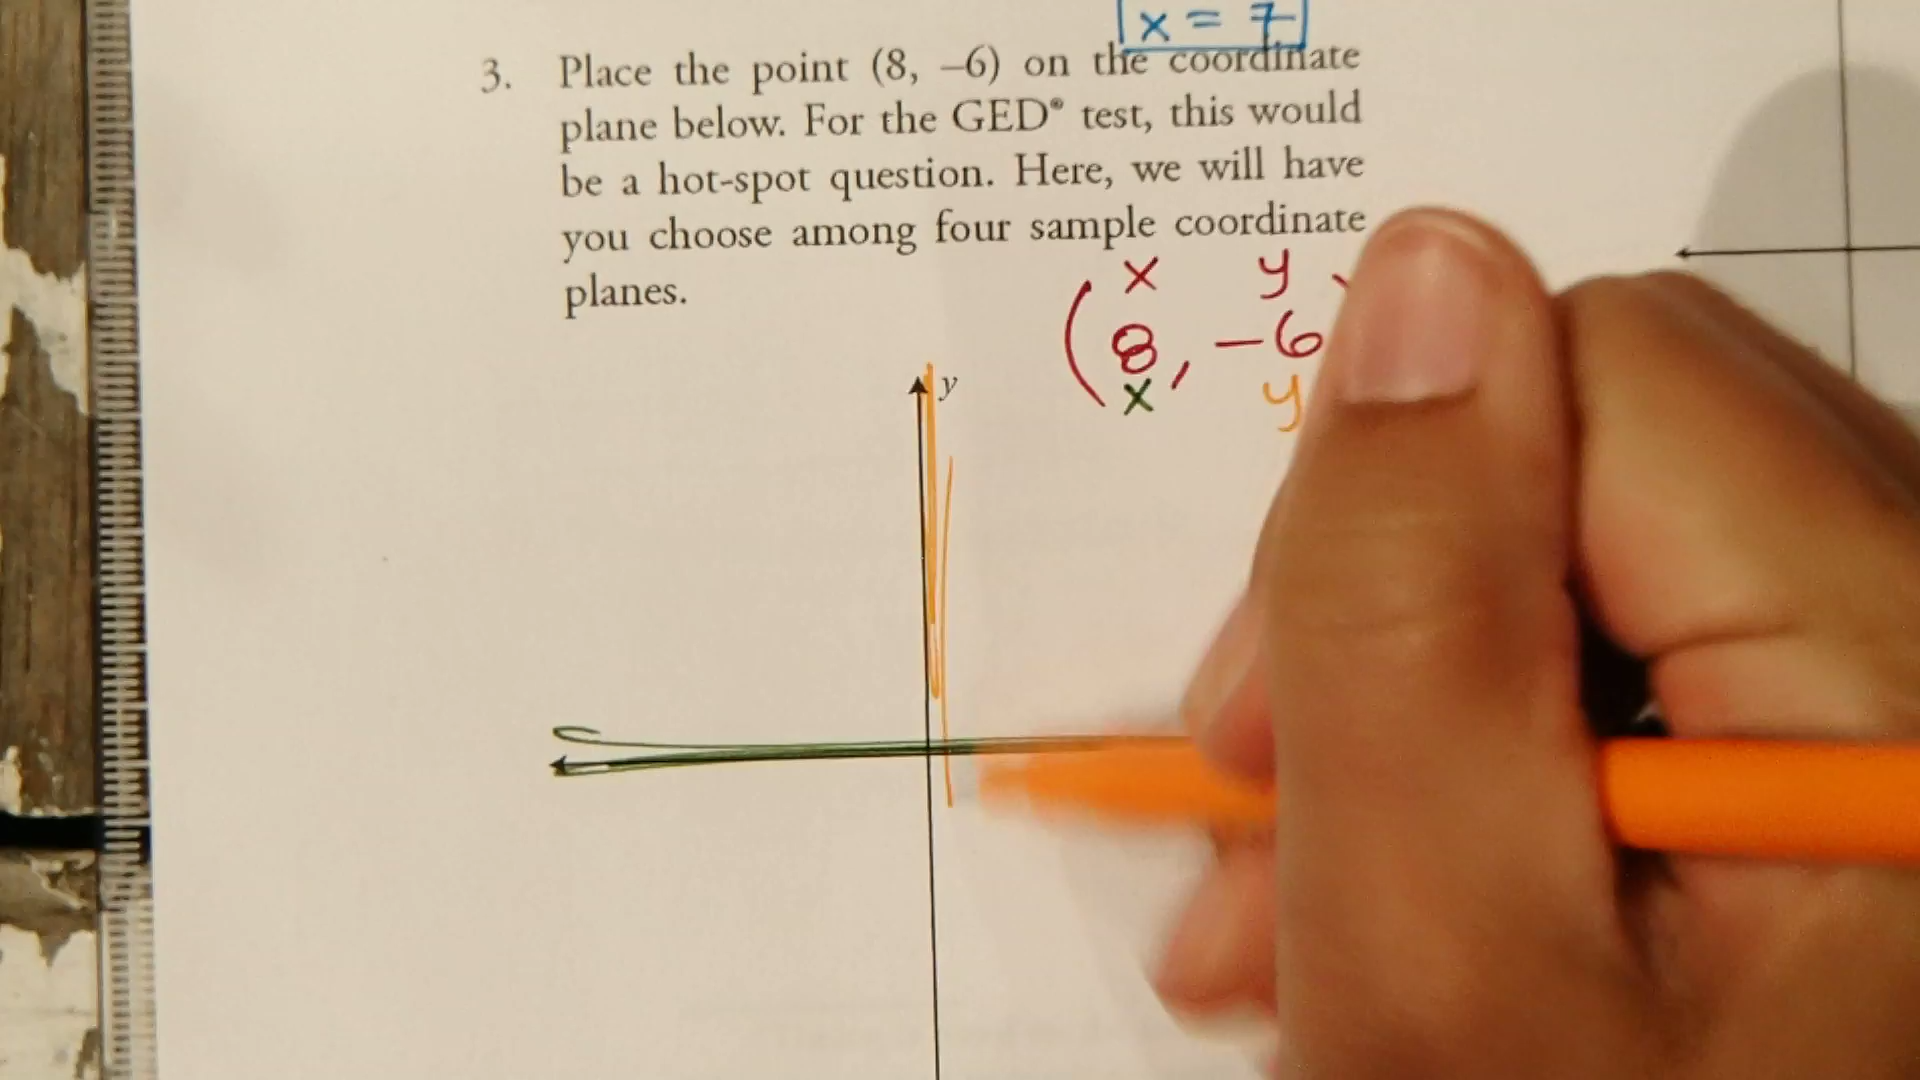 x = 7
3. Place the point (8, –6) on the coordinate
plane below. For the GED® test, this would
be a hot-spot question. Here, we will have
you choose among four sample coordinate
planes.
x y
(8, -6
x y
y